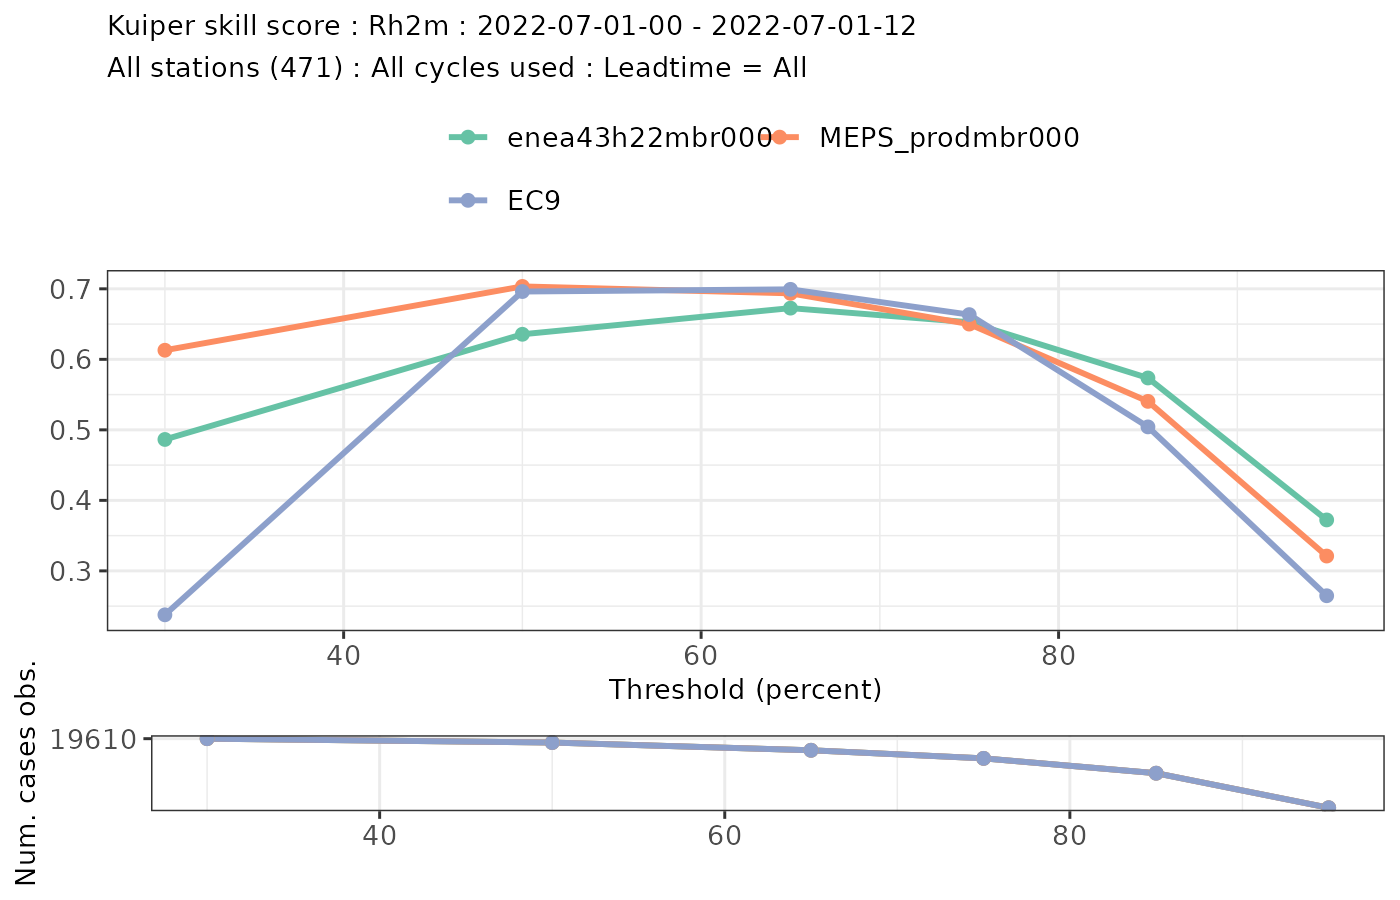 Kuiper skill score : Rh2m : 2022-07-01-00 - 2022-07-01-12
All stations (471) : All cycles used : Leadtime = All
enea43h22mbr000 MEPS_prodmbr000
EC9
0.7
0.6
0.5
0.4
0.3
40 60 80
Threshold (percent)
Num. cases obs.
19610
40 60 80